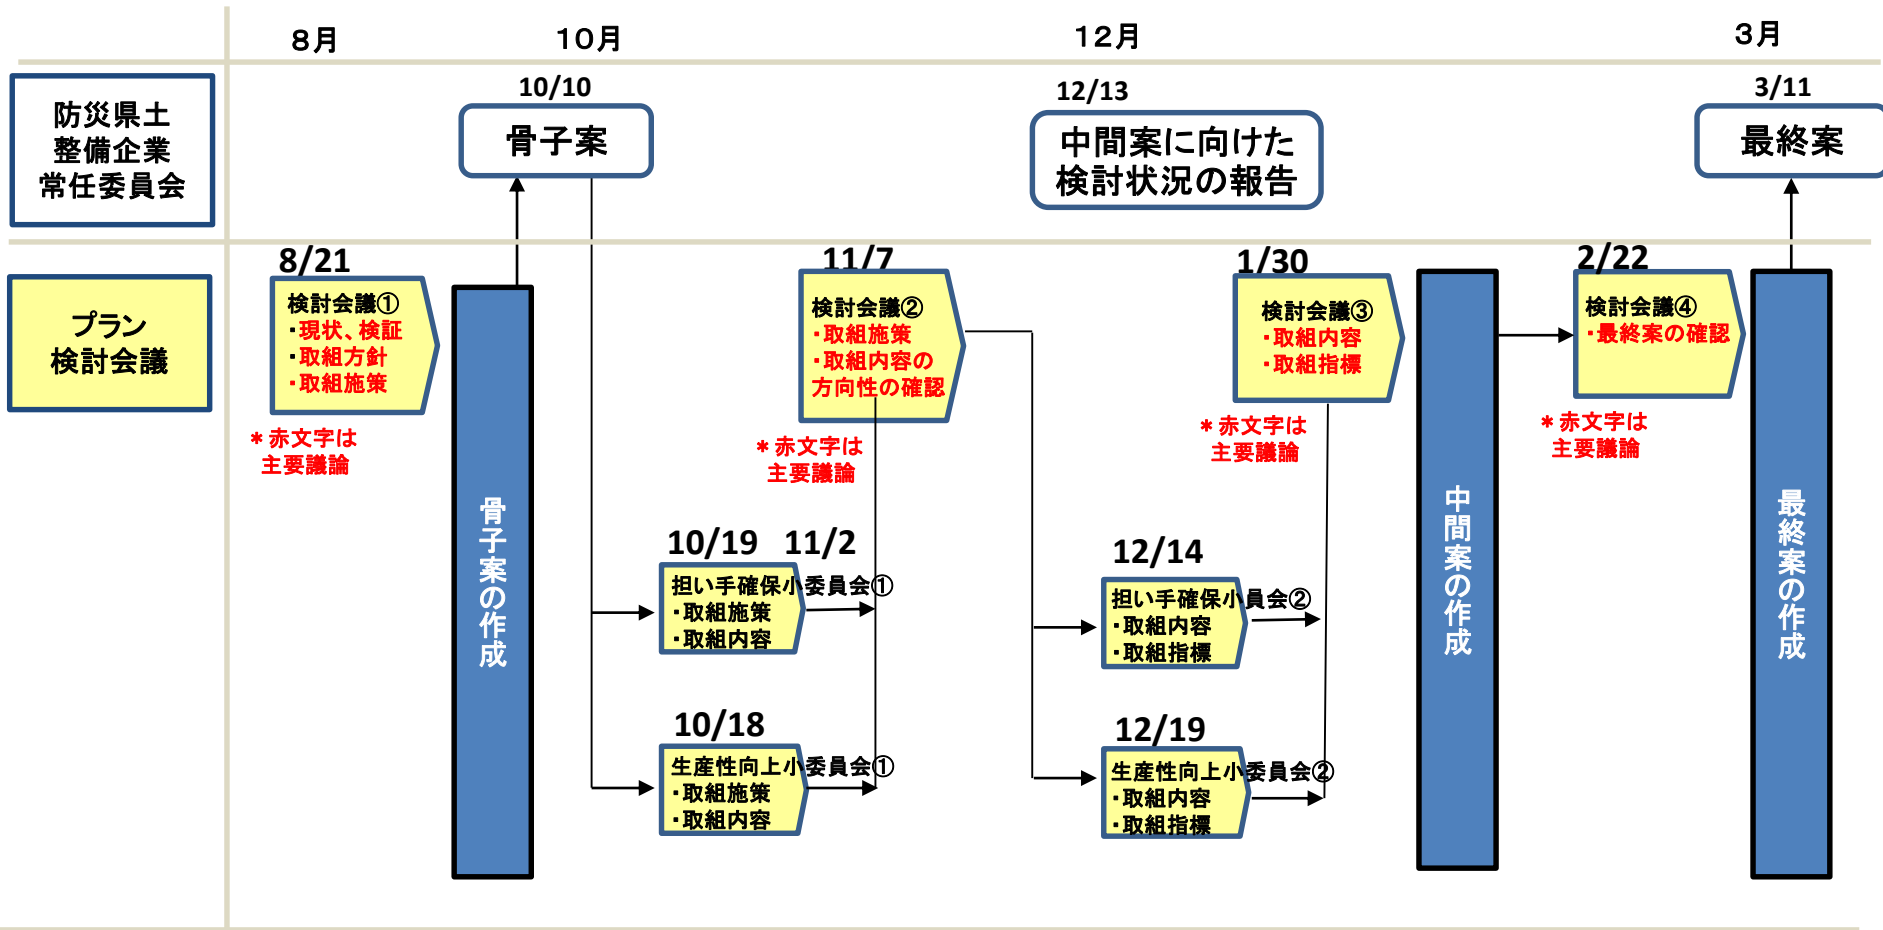 8月
10月
12月
3月
防災県土
整備企業
常任委員会
10/10
骨子案
12/13
中間案に向けた
検討状況の報告
3/11
最終案
プラン
検討会議
8/21
検討会議①
・現状、検証
・取組方針
・取組施策
＊赤文字は
主要議論
骨子案の作成
11/7
検討会議②
・取組施策
・取組内容の
方向性の確認
＊赤文字は
主要議論
10/19 11/2
担い手確保小委員会①
・取組施策
・取組内容
10/18
生産性向上小委員会①
・取組施策
・取組内容
1/30
検討会議③
・取組内容
・取組指標
＊赤文字は
主要議論
12/14
担い手確保小員会②
・取組内容
・取組指標
12/19
生産性向上小委員会②
・取組内容
・取組指標
中間案の作成
2/22
検討会議④
・最終案の確認
＊赤文字は
主要議論
最終案の作成